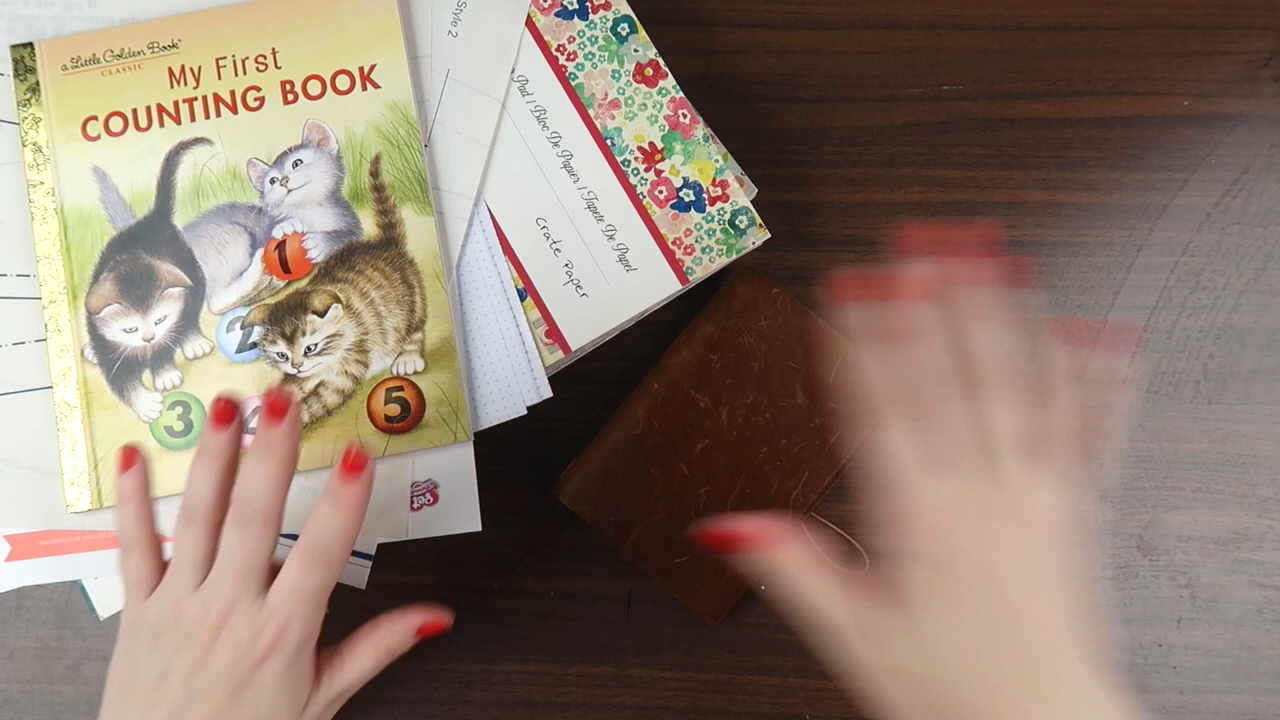 a Little Golden Book®
CLASSIC
My First
COUNTING BOOK
1
2
3
4
5
Style 2
Pad | Bloc De Papier | Tapete De Papel
Crate Paper